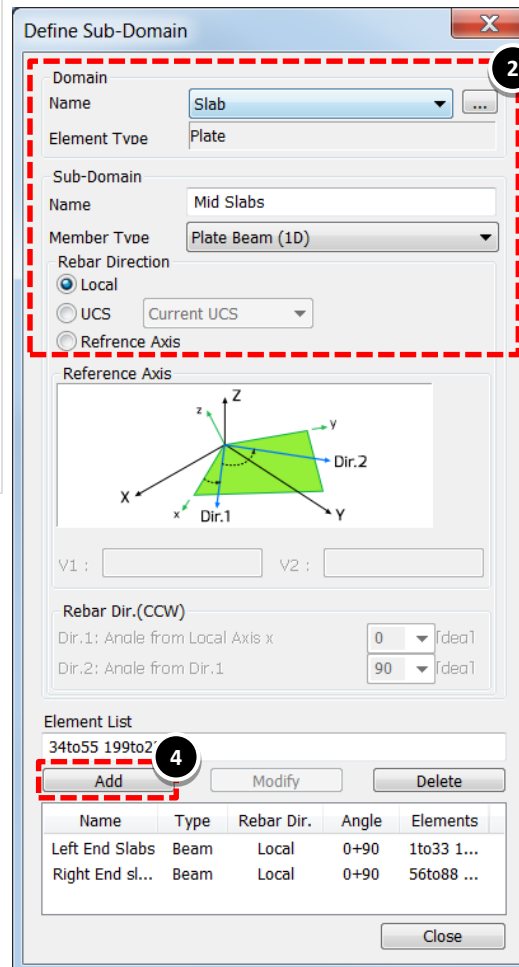 Define Sub-Domain
X
2
Domain
Name Slab ...
Element Type Plate
Sub-Domain
Name Mid Slabs
Member Type Plate Beam (1D)
Rebar Direction
Local
UCS Current UCS
Refrence Axis
Reference Axis
Z
z
y
Dir.2
X
x Dir.1 Y
V1 : V2 :
Rebar Dir.(CCW)
Dir.1: Angle from Local Axis x 0 [deg]
Dir.2: Angle from Dir.1 90 [deg]
Element List
34to55 199to2
4
Add Modify Delete
Name Type Rebar Dir. Angle Elements
Left End Slabs Beam Local 0+90 1to33 1...
Right End sl... Beam Local 0+90 56to88 ...
Close